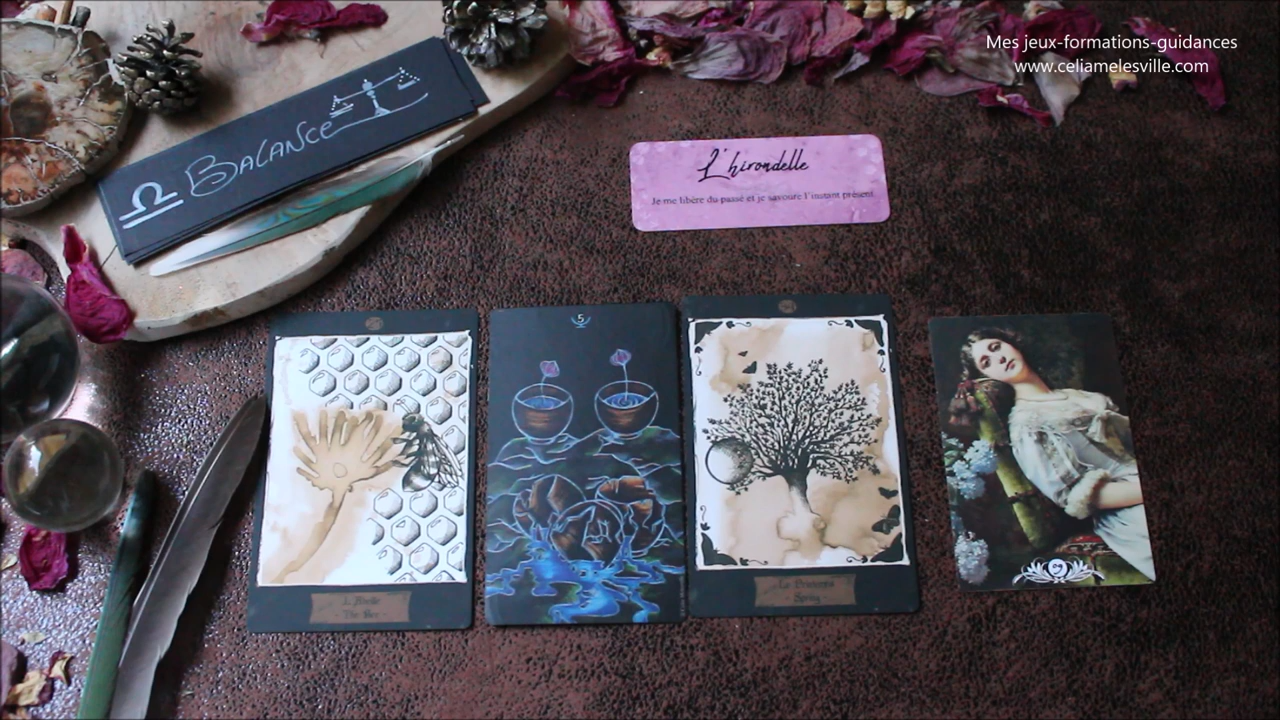 Mes jeux-formations-guidances
www.celiamelesville.com
♎ BALANCE
L'hirondelle
Je me libère du passé et je savoure l'instant présent.
5
L'Abeille
The Bee
Le Printemps
Spring